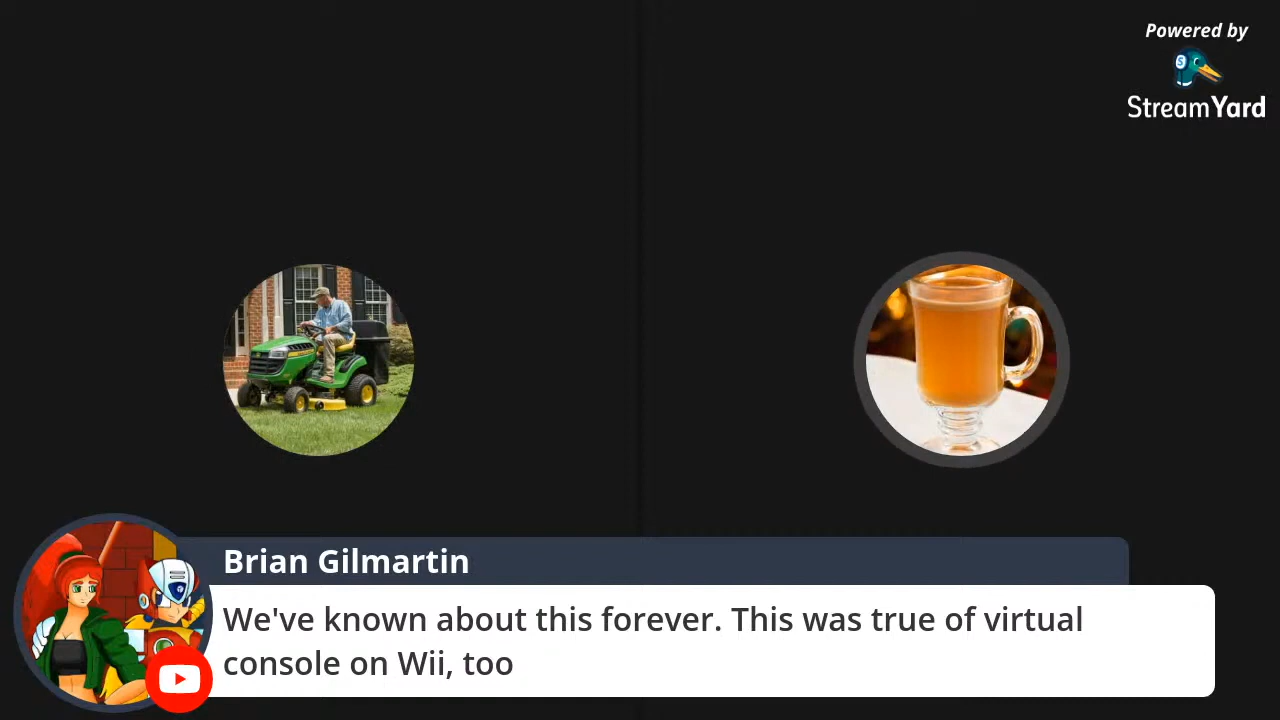 Powered by
StreamYard
Brian Gilmartin
We've known about this forever. This was true of virtual
console on Wii, too